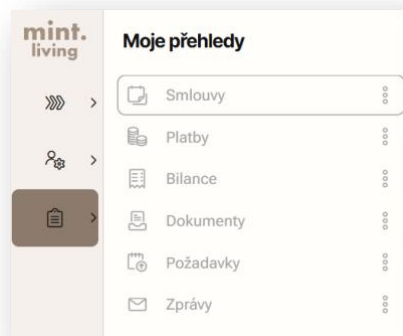 mint.
living
Moje přehledy
Smlouvy
Platby
Bilance
Dokumenty
Požadavky
Zprávy